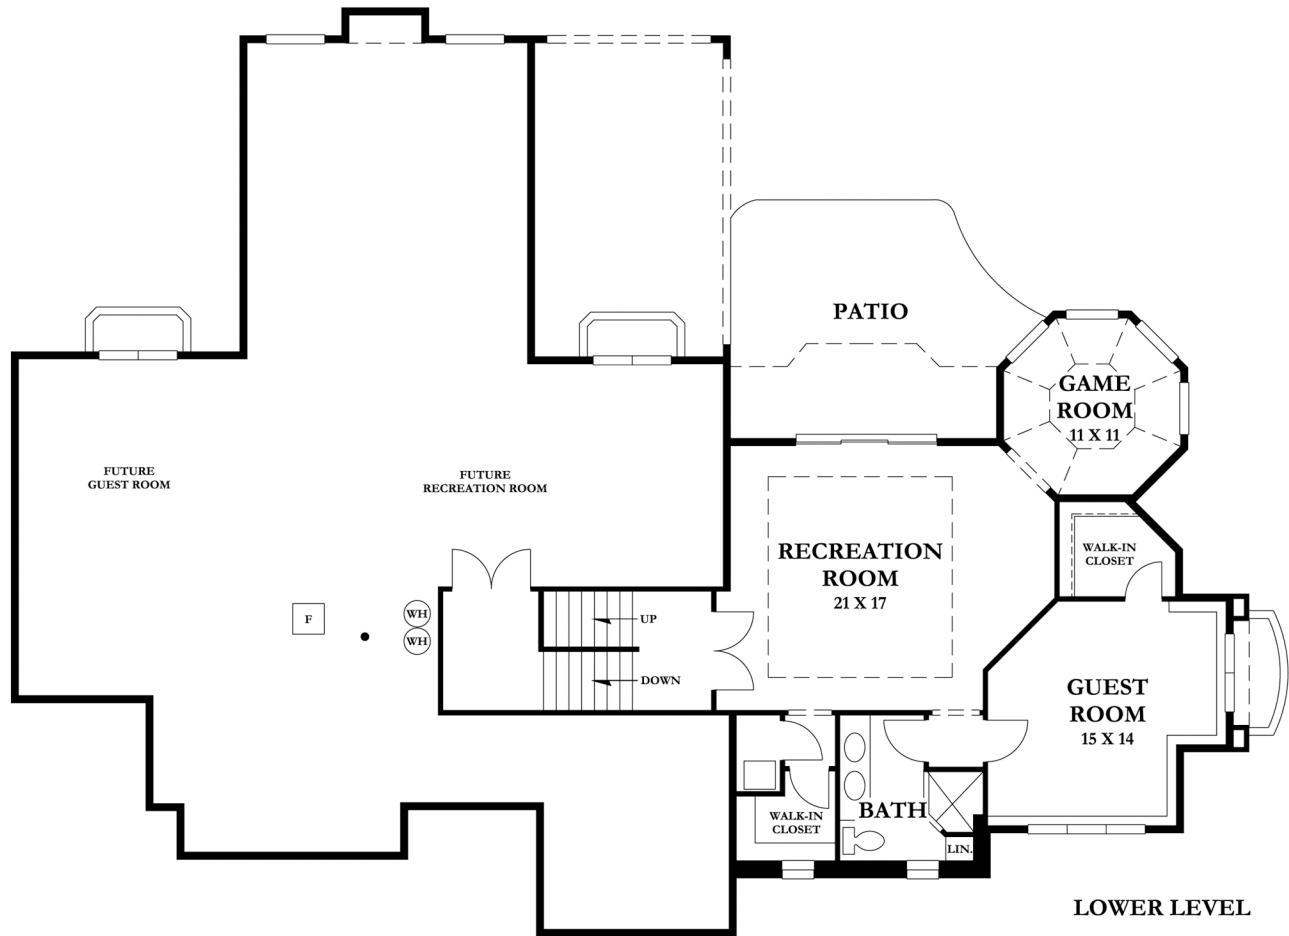 PATIO
GAME
ROOM
11 X 11
FUTURE
GUEST ROOM
FUTURE
RECREATION ROOM
RECREATION
ROOM
21 X 17
WALK-IN
CLOSET
F
WH
WH
UP
DOWN
GUEST
ROOM
15 X 14
WALK-IN
CLOSET
BATH
LIN.
LOWER LEVEL